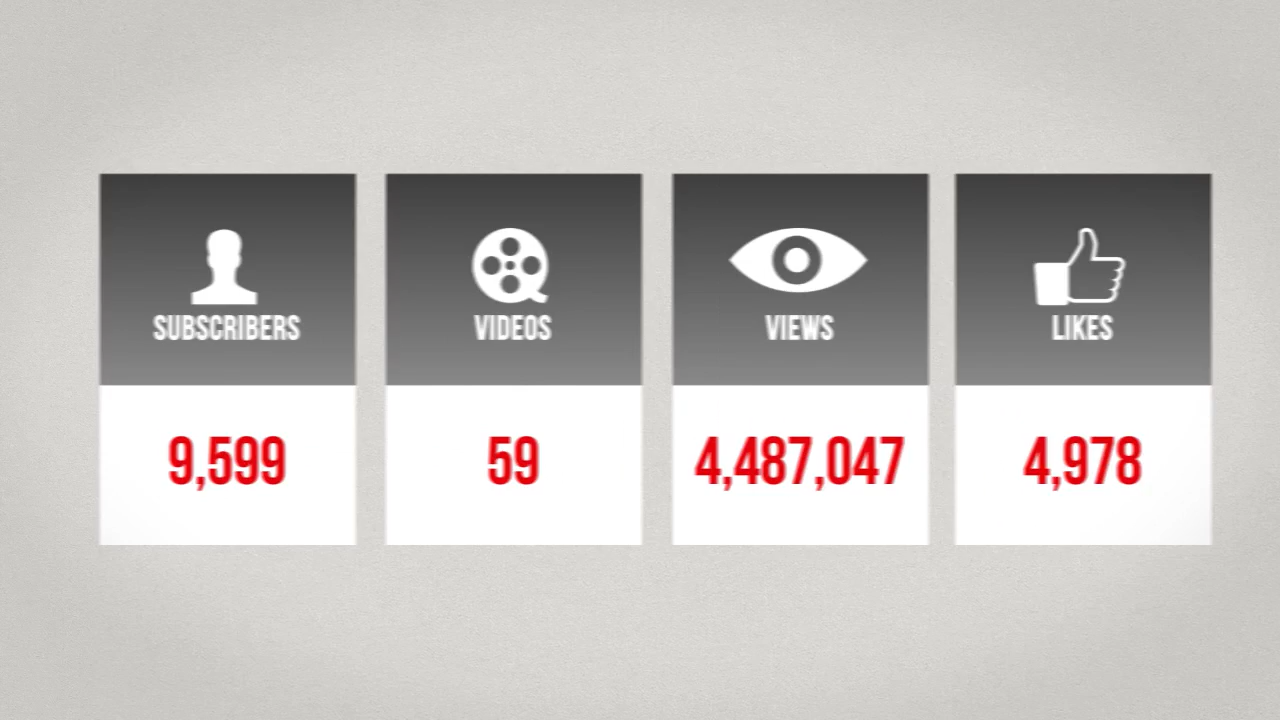 SUBSCRIBERS
9,599
VIDEOS
59
VIEWS
4,487,047
LIKES
4,978